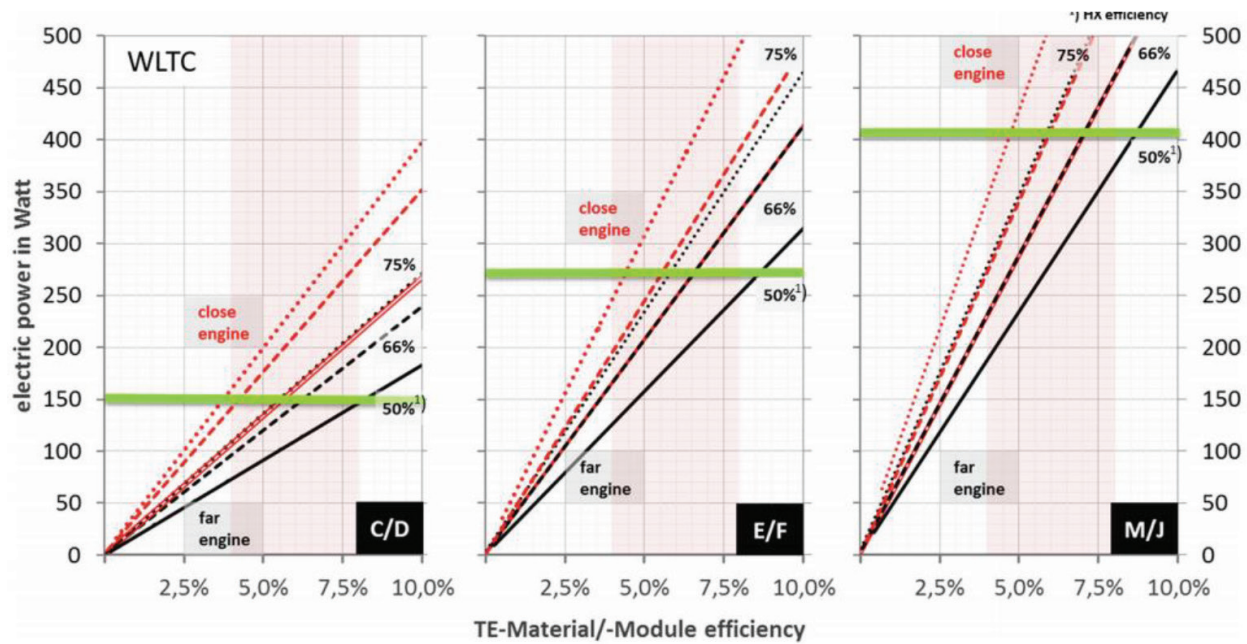 ¹) HX efficiency
500
450
400
350
300
250
200
150
100
50
0
electric power in Watt
WLTC
75%
close
engine
66%
50%¹)
far
engine
C/D
2,5%
5,0%
7,5%
10,0%
75%
close
engine
66%
50%¹)
far
engine
E/F
2,5%
5,0%
7,5%
10,0%
close
engine
75%
66%
50%¹)
far
engine
M/J
2,5%
5,0%
7,5%
10,0%
500
450
400
350
300
250
200
150
100
50
0
TE-Material/-Module efficiency